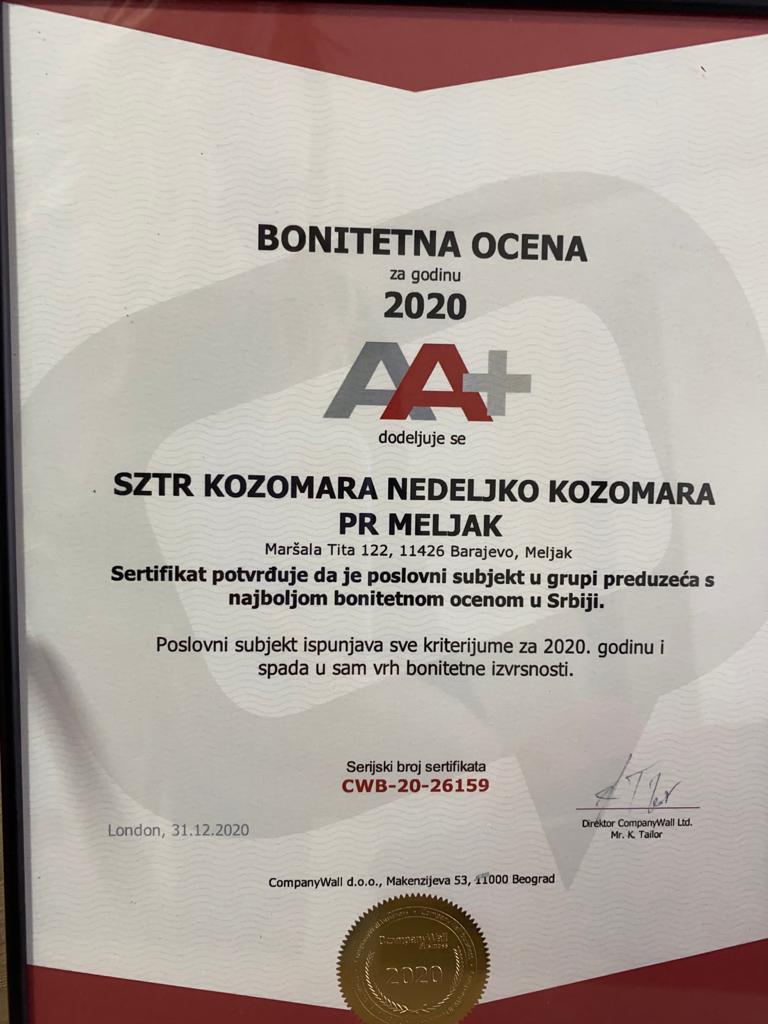 BONITETNA OCENA
za godinu
2020
AA+
dodeljuje se
SZTR KOZOMARA NEDELJKO KOZOMARA
PR MELJAK
Maršala Tita 122, 11426 Barajevo, Meljak
Sertifikat potvrđuje da je poslovni subjekt u grupi preduzeća s
najboljom bonitetnom ocenom u Srbiji.
Poslovni subjekt ispunjava sve kriterijume za 2020. godinu i
spada u sam vrh bonitetne izvrsnosti.
Serijski broj sertifikata
CWB-20-26159
Direktor CompanyWall Ltd.
Mr. K. Tailor
London, 31.12.2020
CompanyWall d.o.o., Makenzijeva 53, 11000 Beograd
CompanyWall
2020